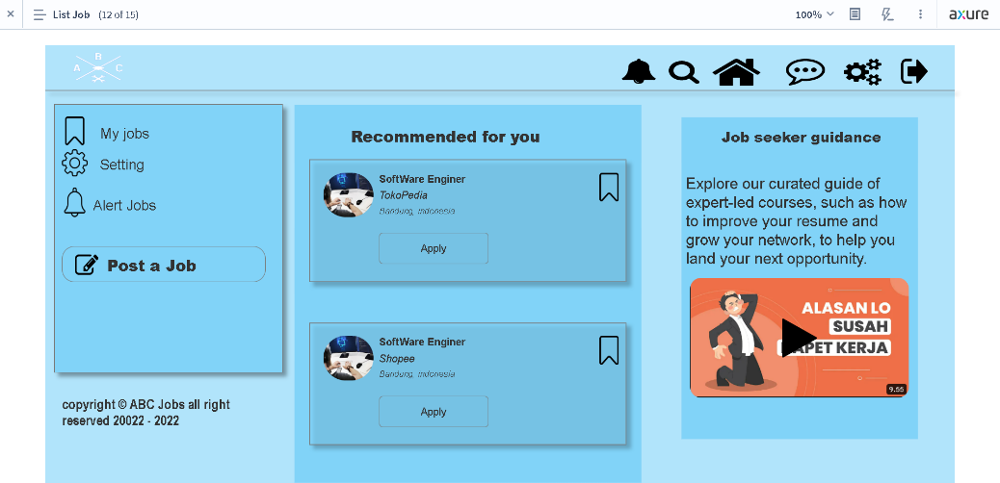 List Job (12 of 15)
100%
axure
A B C
My jobs
Setting
Alert Jobs
Post a Job
copyright © ABC Jobs all right
reserved 20022 - 2022
Recommended for you
SoftWare Enginer
TokoPedia
Bandung, Indonesia
Apply
SoftWare Enginer
Shopee
Bandung, Indonesia
Apply
Job seeker guidance
Explore our curated guide of
expert-led courses, such as how
to improve your resume and
grow your network, to help you
land your next opportunity.
ALASAN LO
SUSAH
DAPET KERJA
9:55